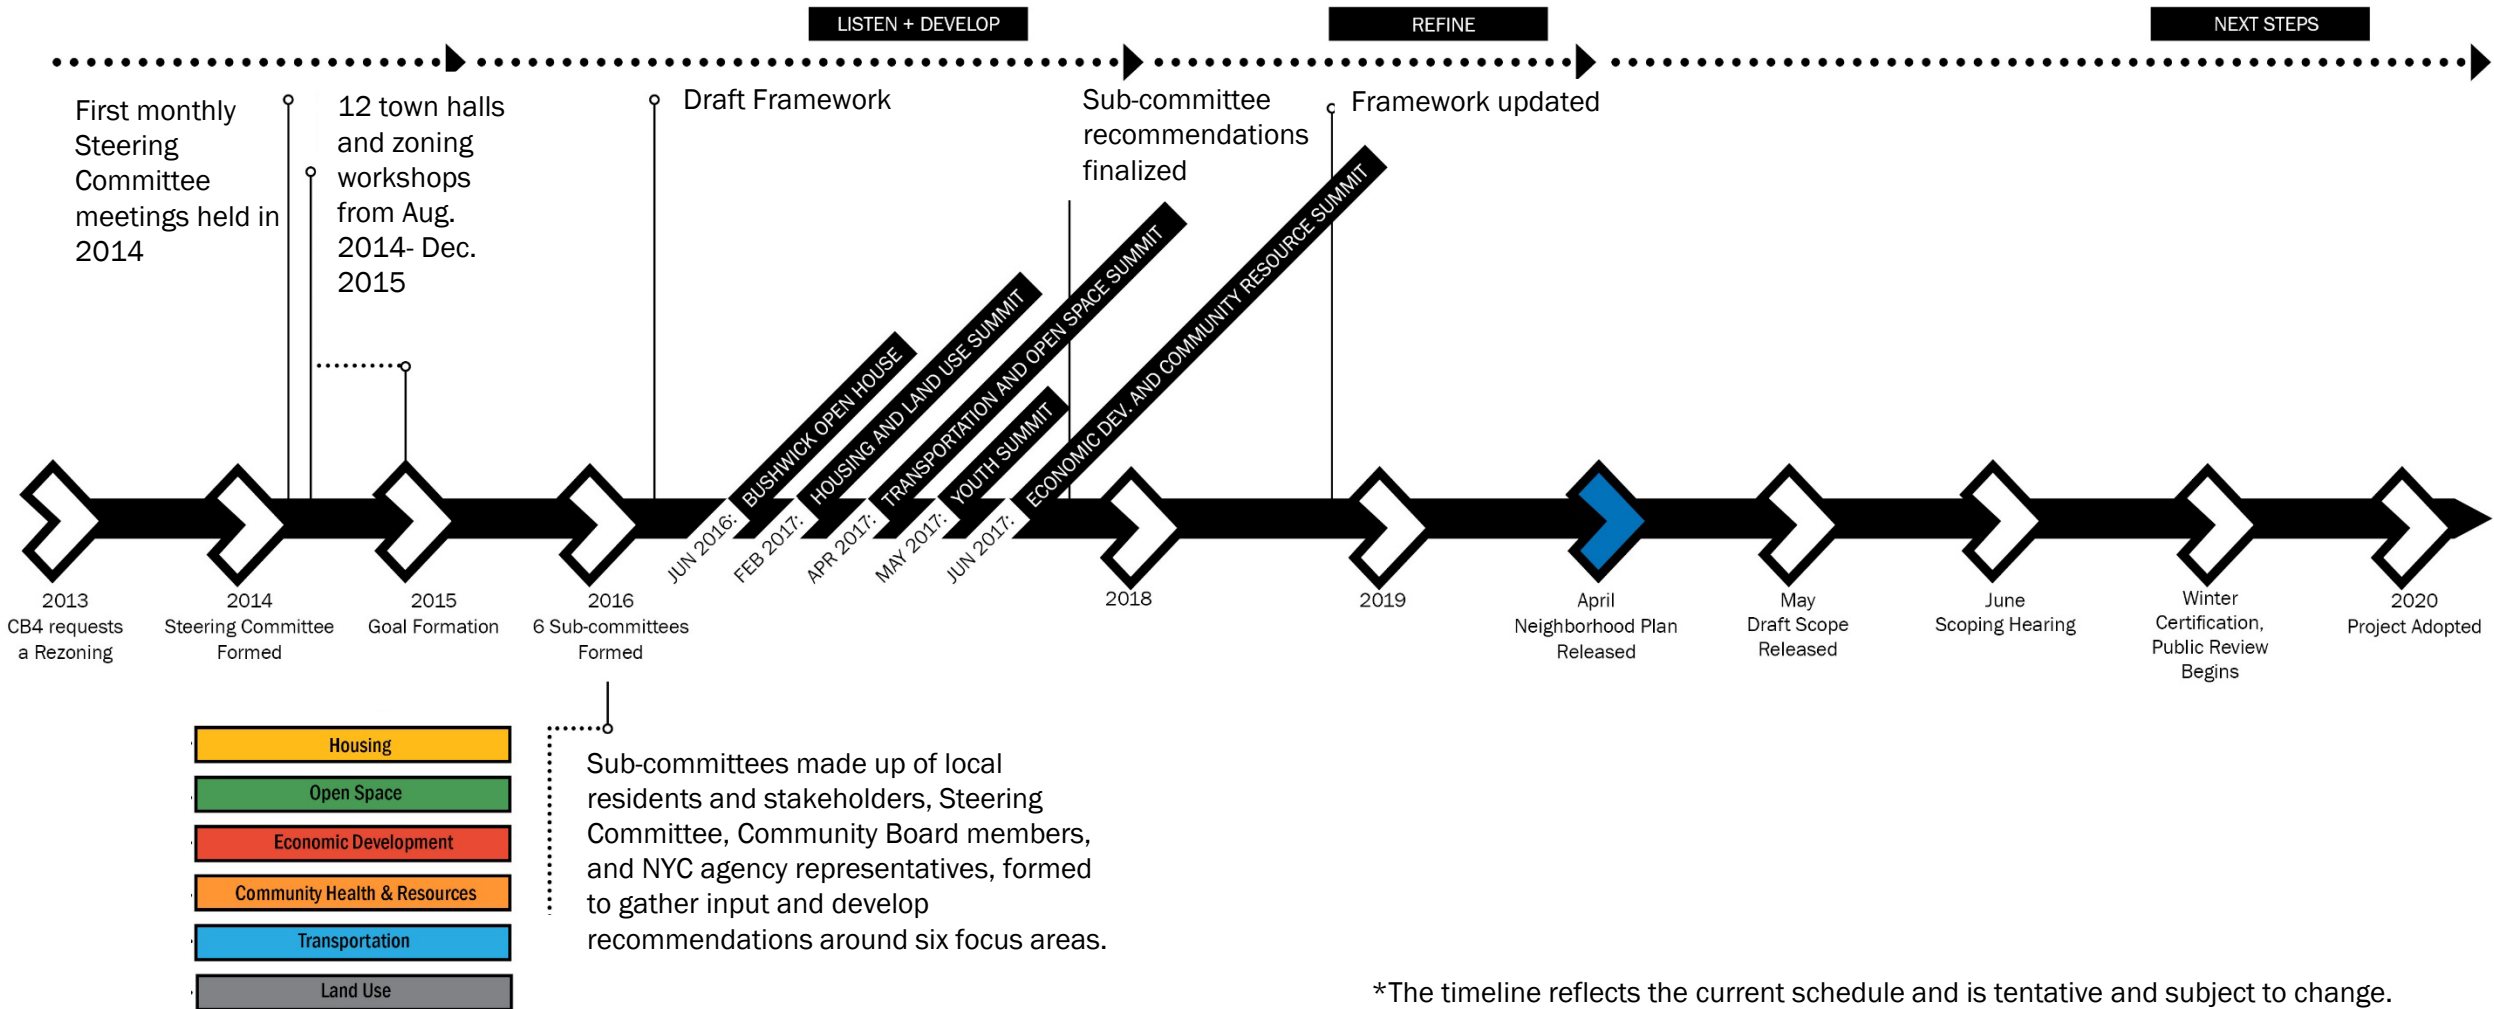 LISTEN + DEVELOP
REFINE
NEXT STEPS
First monthly
Steering
Committee
meetings held in
2014
12 town halls
and zoning
workshops
from Aug.
2014- Dec.
2015
Draft Framework
Sub-committee
recommendations
finalized
Framework updated
JUN 2016: BUSHWICK OPEN HOUSE
FEB 2017: HOUSING AND LAND USE SUMMIT
APR 2017: TRANSPORTATION AND OPEN SPACE SUMMIT
MAY 2017: YOUTH SUMMIT
JUN 2017: ECONOMIC DEV. AND COMMUNITY RESOURCE SUMMIT
2013
CB4 requests
a Rezoning
2014
Steering Committee
Formed
2015
Goal Formation
2016
6 Sub-committees
Formed
2018
2019
April
Neighborhood Plan
Released
May
Draft Scope
Released
June
Scoping Hearing
Winter
Certification,
Public Review
Begins
2020
Project Adopted
Housing
Open Space
Economic Development
Community Health & Resources
Transportation
Land Use
Sub-committees made up of local
residents and stakeholders, Steering
Committee, Community Board members,
and NYC agency representatives, formed
to gather input and develop
recommendations around six focus areas.
*The timeline reflects the current schedule and is tentative and subject to change.